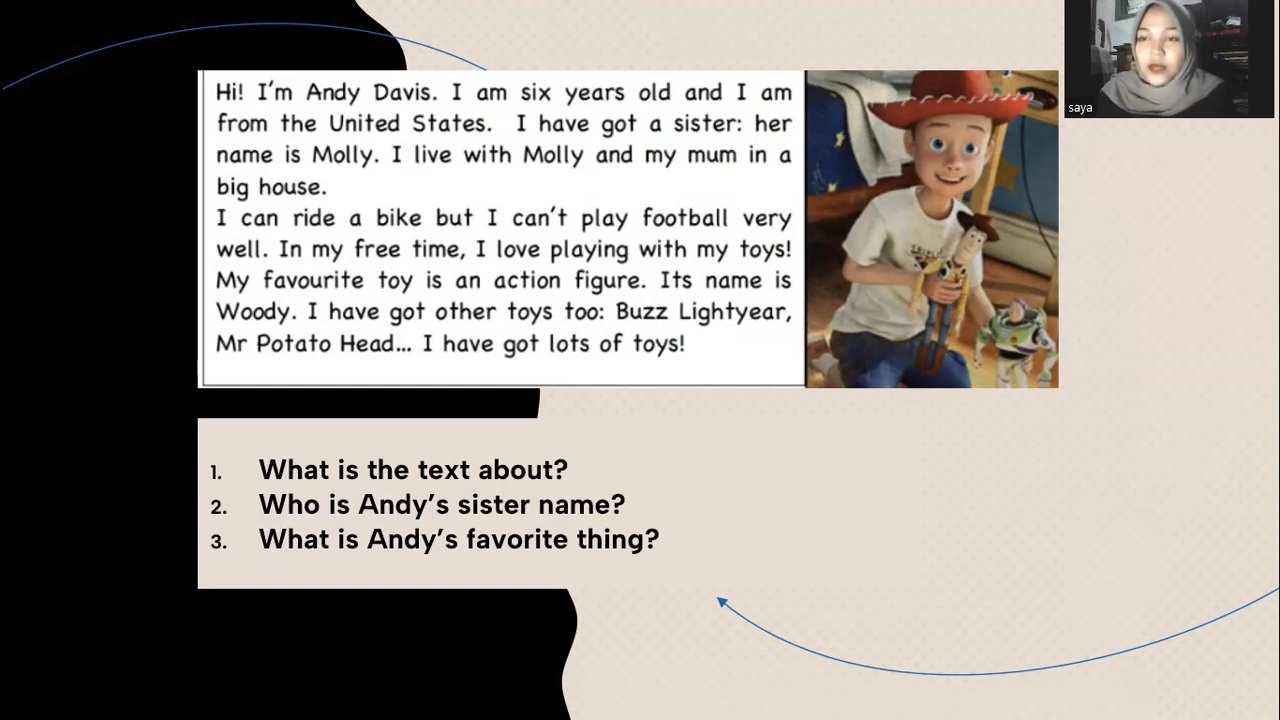 Hi! I'm Andy Davis. I am six years old and I am
from the United States. I have got a sister: her
name is Molly. I live with Molly and my mum in a
big house.
I can ride a bike but I can't play football very
well. In my free time, I love playing with my toys!
My favourite toy is an action figure. Its name is
Woody. I have got other toys too: Buzz Lightyear,
Mr Potato Head... I have got lots of toys!
saya
1. What is the text about?
2. Who is Andy's sister name?
3. What is Andy's favorite thing?